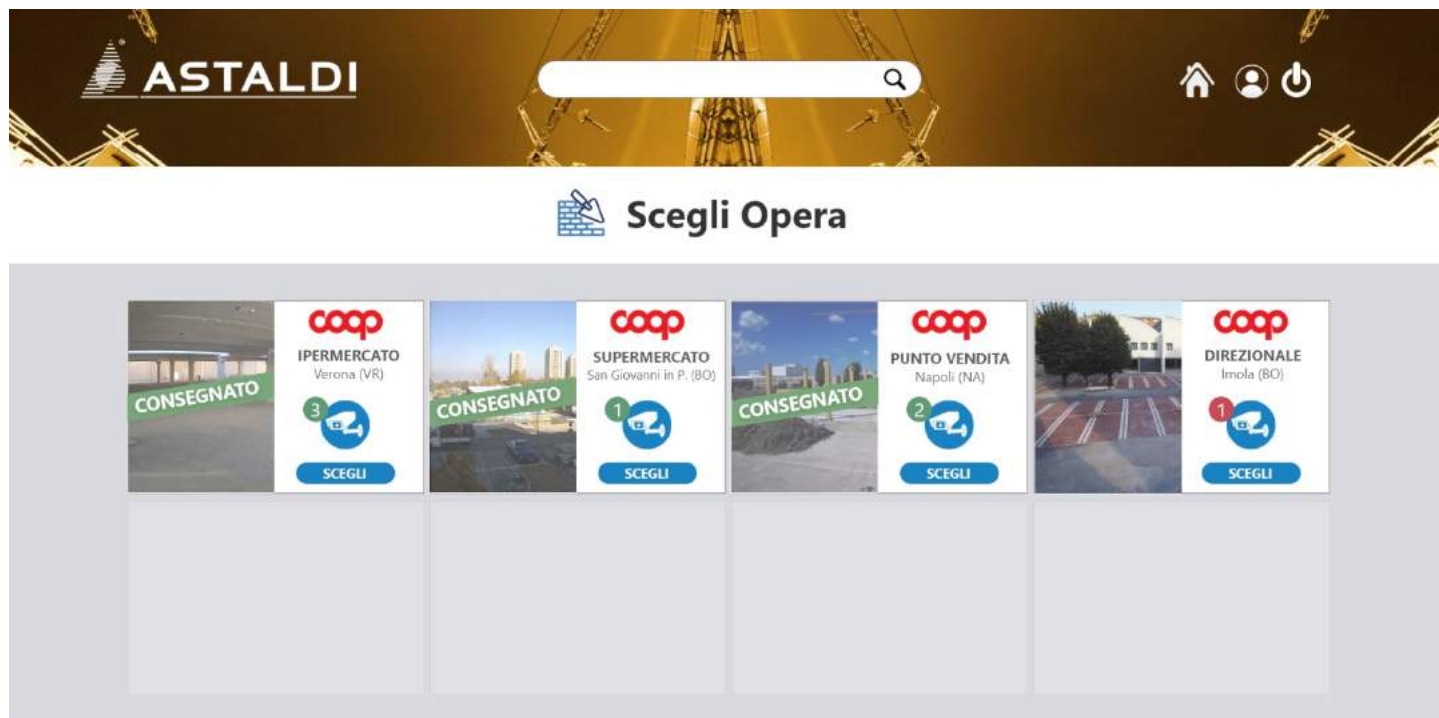 ASTALDI
Scegli Opera
coop
IPERMERCATO
Verona (VR)
CONSEGNATO
3
SCEGLI
coop
SUPERMERCATO
San Giovanni in P. (BO)
CONSEGNATO
1
SCEGLI
coop
PUNTO VENDITA
Napoli (NA)
CONSEGNATO
2
SCEGLI
coop
DIREZIONALE
Imola (BO)
1
SCEGLI